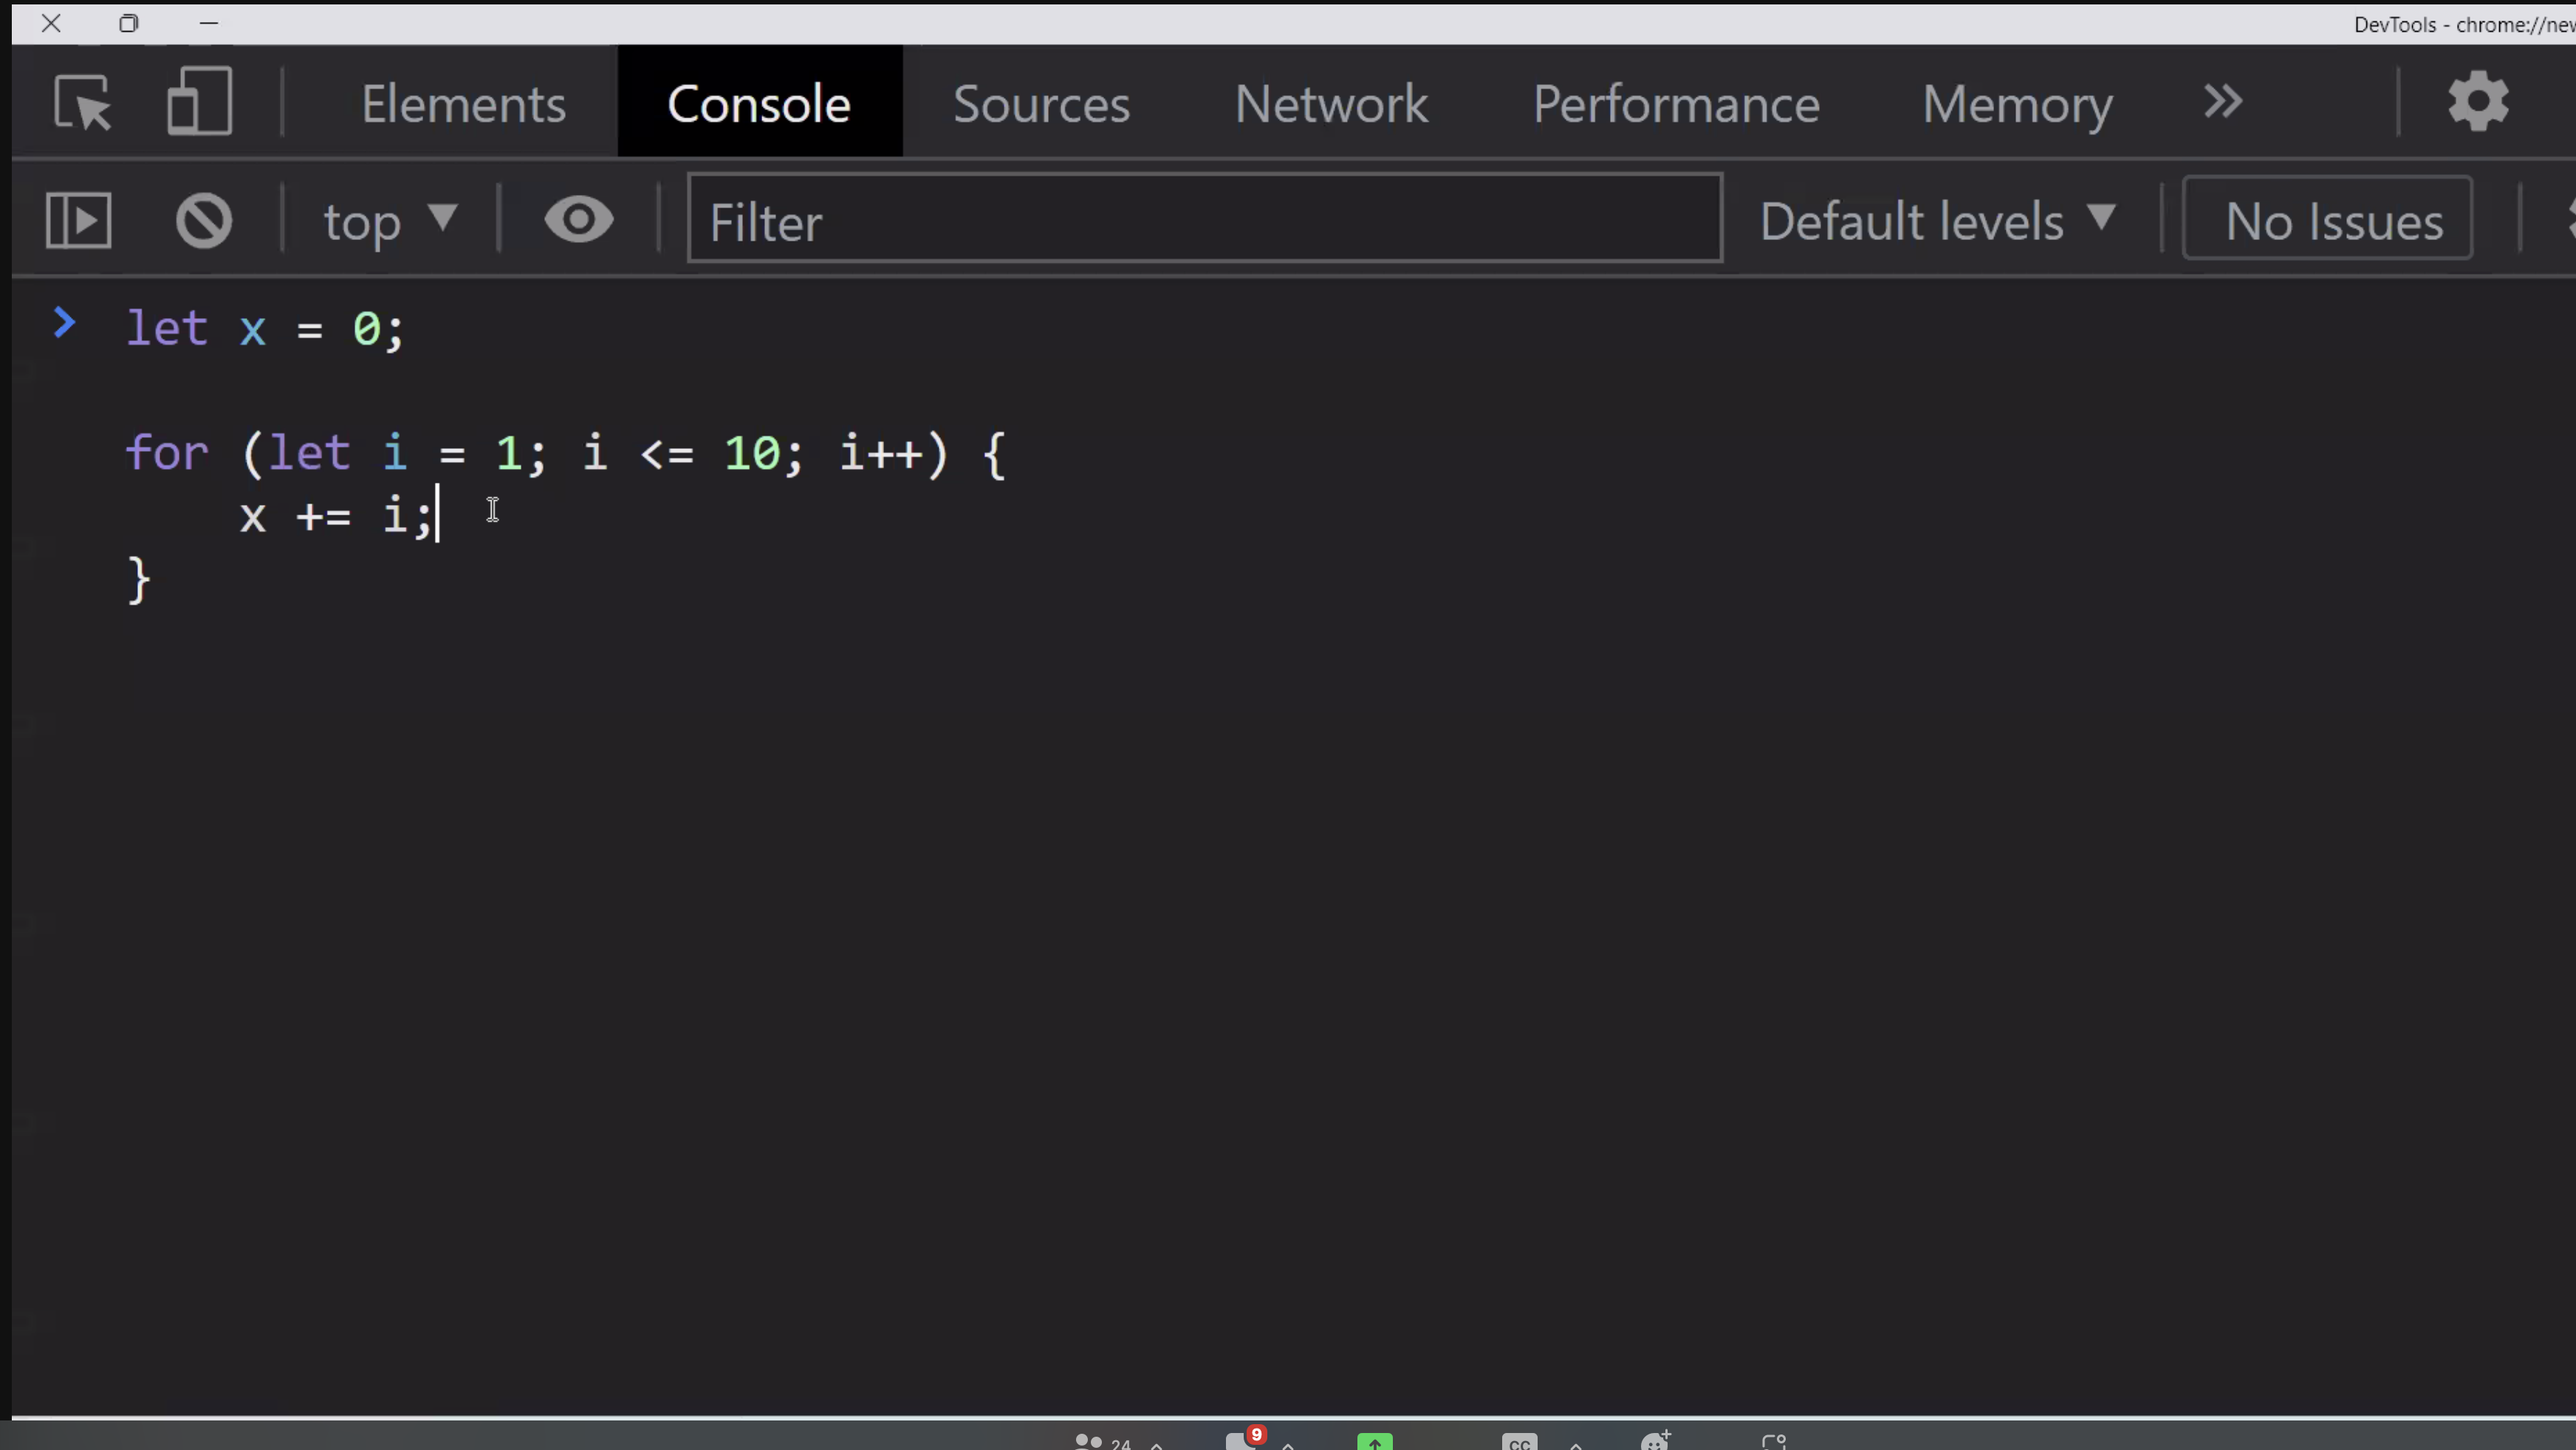 DevTools - chrome://new
Elements Console Sources Network Performance Memory
top Filter Default levels No Issues
let x = 0;
for (let i = 1; i <= 10; i++) {
x += i;
}
24 9 CC